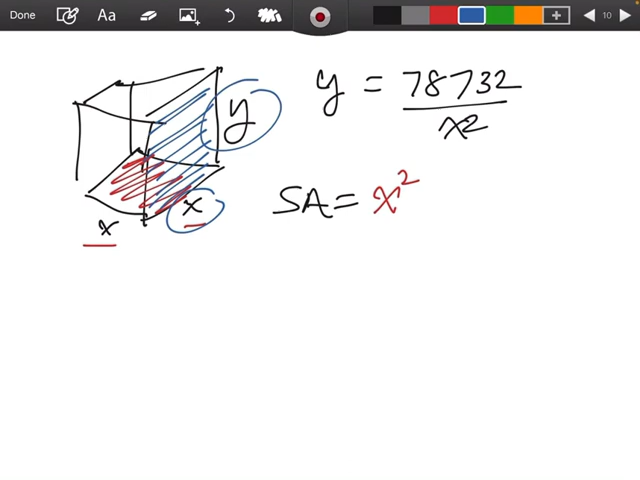 Done Aa 10
y
x
x
y = 78732 / x2
SA = x²